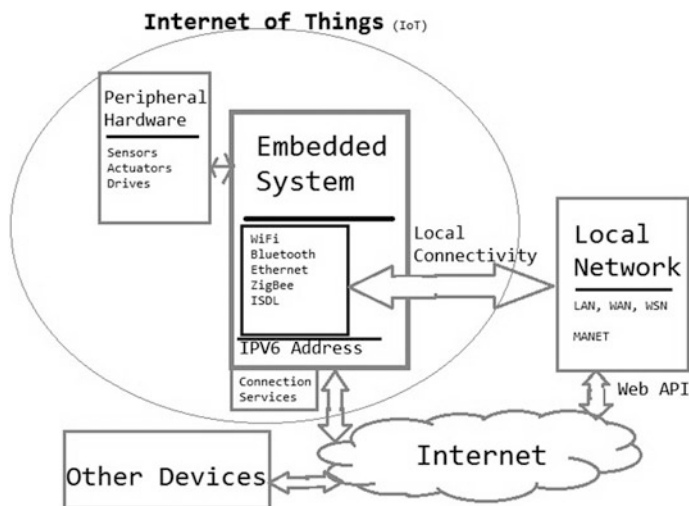 Internet of Things (IoT)
Peripheral
Hardware
Sensors
Actuators
Drives
Embedded
System
WiFi
Bluetooth
Ethernet
ZigBee
ISDL
IPV6 Address
Connection
Services
Local
Connectivity
Local
Network
LAN, WAN, WSN
MANET
Web API
Internet
Other Devices